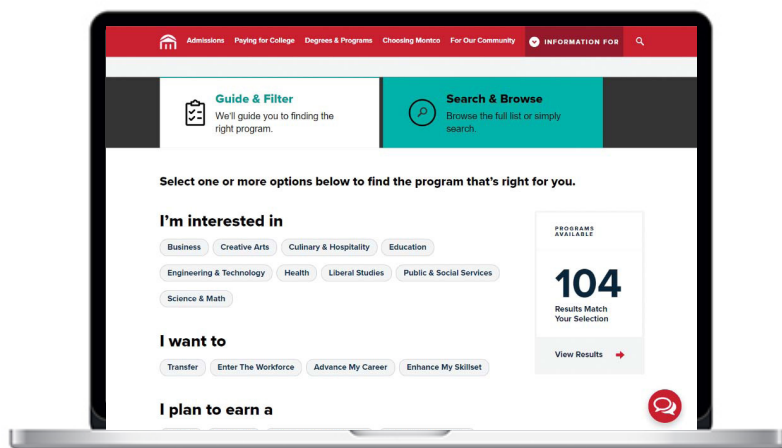 Admissions Paying for College Degrees & Programs Choosing Montco For Our Community INFORMATION FOR
Guide & Filter
We'll guide you to finding the
right program.
Search & Browse
Browse the full list or simply
search.
Select one or more options below to find the program that's right for you.
I'm interested in
Business Creative Arts Culinary & Hospitality Education
Engineering & Technology Health Liberal Studies Public & Social Services
Science & Math
PROGRAMS
AVAILABLE
104
Results Match
Your Selection
View Results
I want to
Transfer Enter The Workforce Advance My Career Enhance My Skillset
I plan to earn a